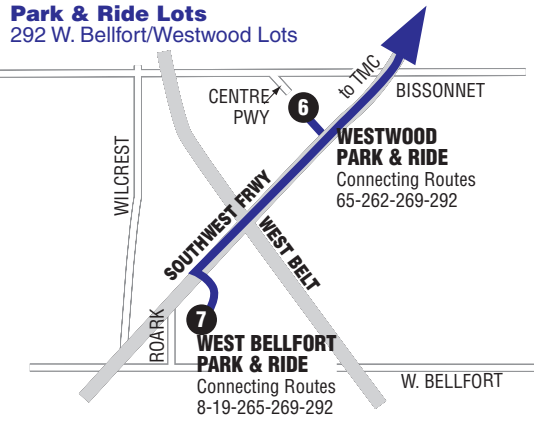 Park & Ride Lots
292 W. Bellfort/Westwood Lots
to TMC
BISSONNET
CENTRE
PWY
6
WESTWOOD
PARK & RIDE
Connecting Routes
65-262-269-292
WILCREST
SOUTHWEST FRWY
WEST BELT
7
ROARK
WEST BELLFORT
PARK & RIDE
Connecting Routes
8-19-265-269-292
W. BELLFORT